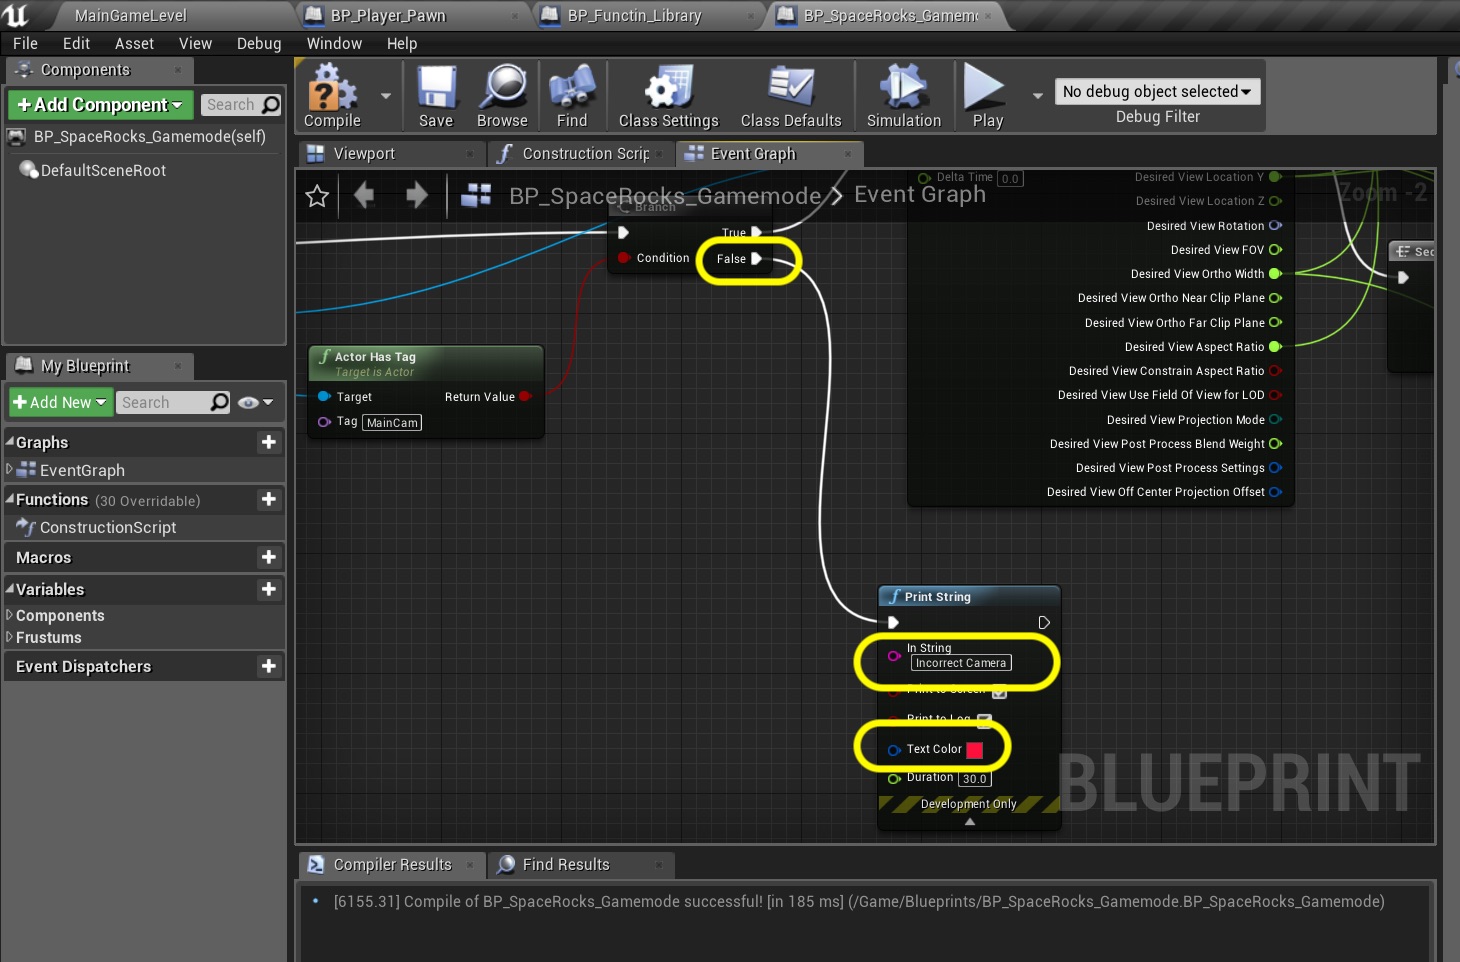 MainGameLevel
BP_Player_Pawn
BP_Functin_Library
BP_SpaceRocks_Gamem
File Edit Asset View Debug Window Help
Components
+Add Component
Search
BP_SpaceRocks_Gamemode(self)
DefaultSceneRoot
Compile
Save
Browse
Find
Class Settings
Class Defaults
Simulation
Play
No debug object selected
Debug Filter
Viewport
Construction Scrip
Event Graph
BP_SpaceRocks_Gamemode > Event Graph
Zoom -2
Branch
True
Condition
False
Actor Has Tag
Target is Actor
Target
Return Value
Tag MainCam
Delta Time 0.0
Desired View Location Y
Desired View Location Z
Desired View Rotation
Desired View FOV
Desired View Ortho Width
Desired View Ortho Near Clip Plane
Desired View Ortho Far Clip Plane
Desired View Aspect Ratio
Desired View Constrain Aspect Ratio
Desired View Use Field Of View for LOD
Desired View Projection Mode
Desired View Post Process Blend Weight
Desired View Post Process Settings
Desired View Off Center Projection Offset
Sec
Print String
In String
Incorrect Camera
Print to Screen
Print to Log
Text Color
Duration 30.0
Development Only
BLUEPRINT
My Blueprint
+Add New
Search
Graphs
EventGraph
Functions (30 Overridable)
ConstructionScript
Macros
Variables
Components
Frustums
Event Dispatchers
Compiler Results
Find Results
[6155.31] Compile of BP_SpaceRocks_Gamemode successful! [in 185 ms] (/Game/Blueprints/BP_SpaceRocks_Gamemode.BP_SpaceRocks_Gamemode)